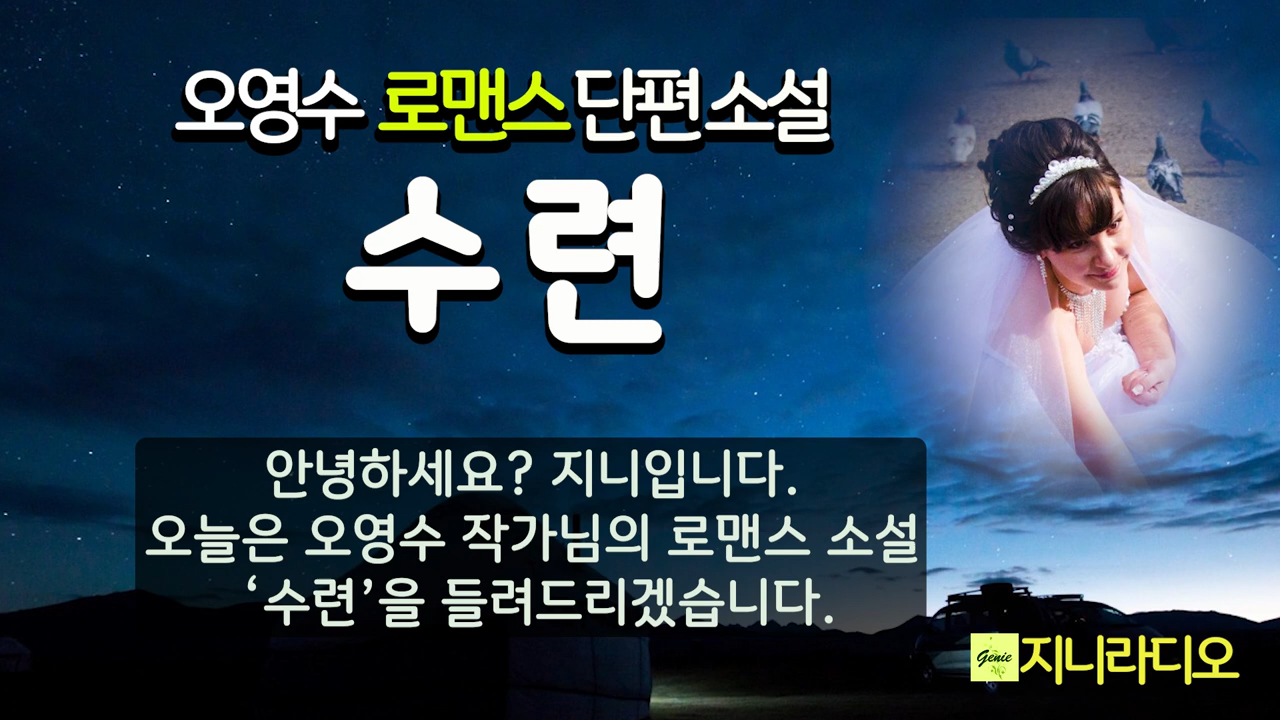 오영수 로맨스 단편 소설
수련
안녕하세요? 지니입니다.
오늘은 오영수 작가님의 로맨스 소설
‘수련’을 들려드리겠습니다.
Genie 지니라디오